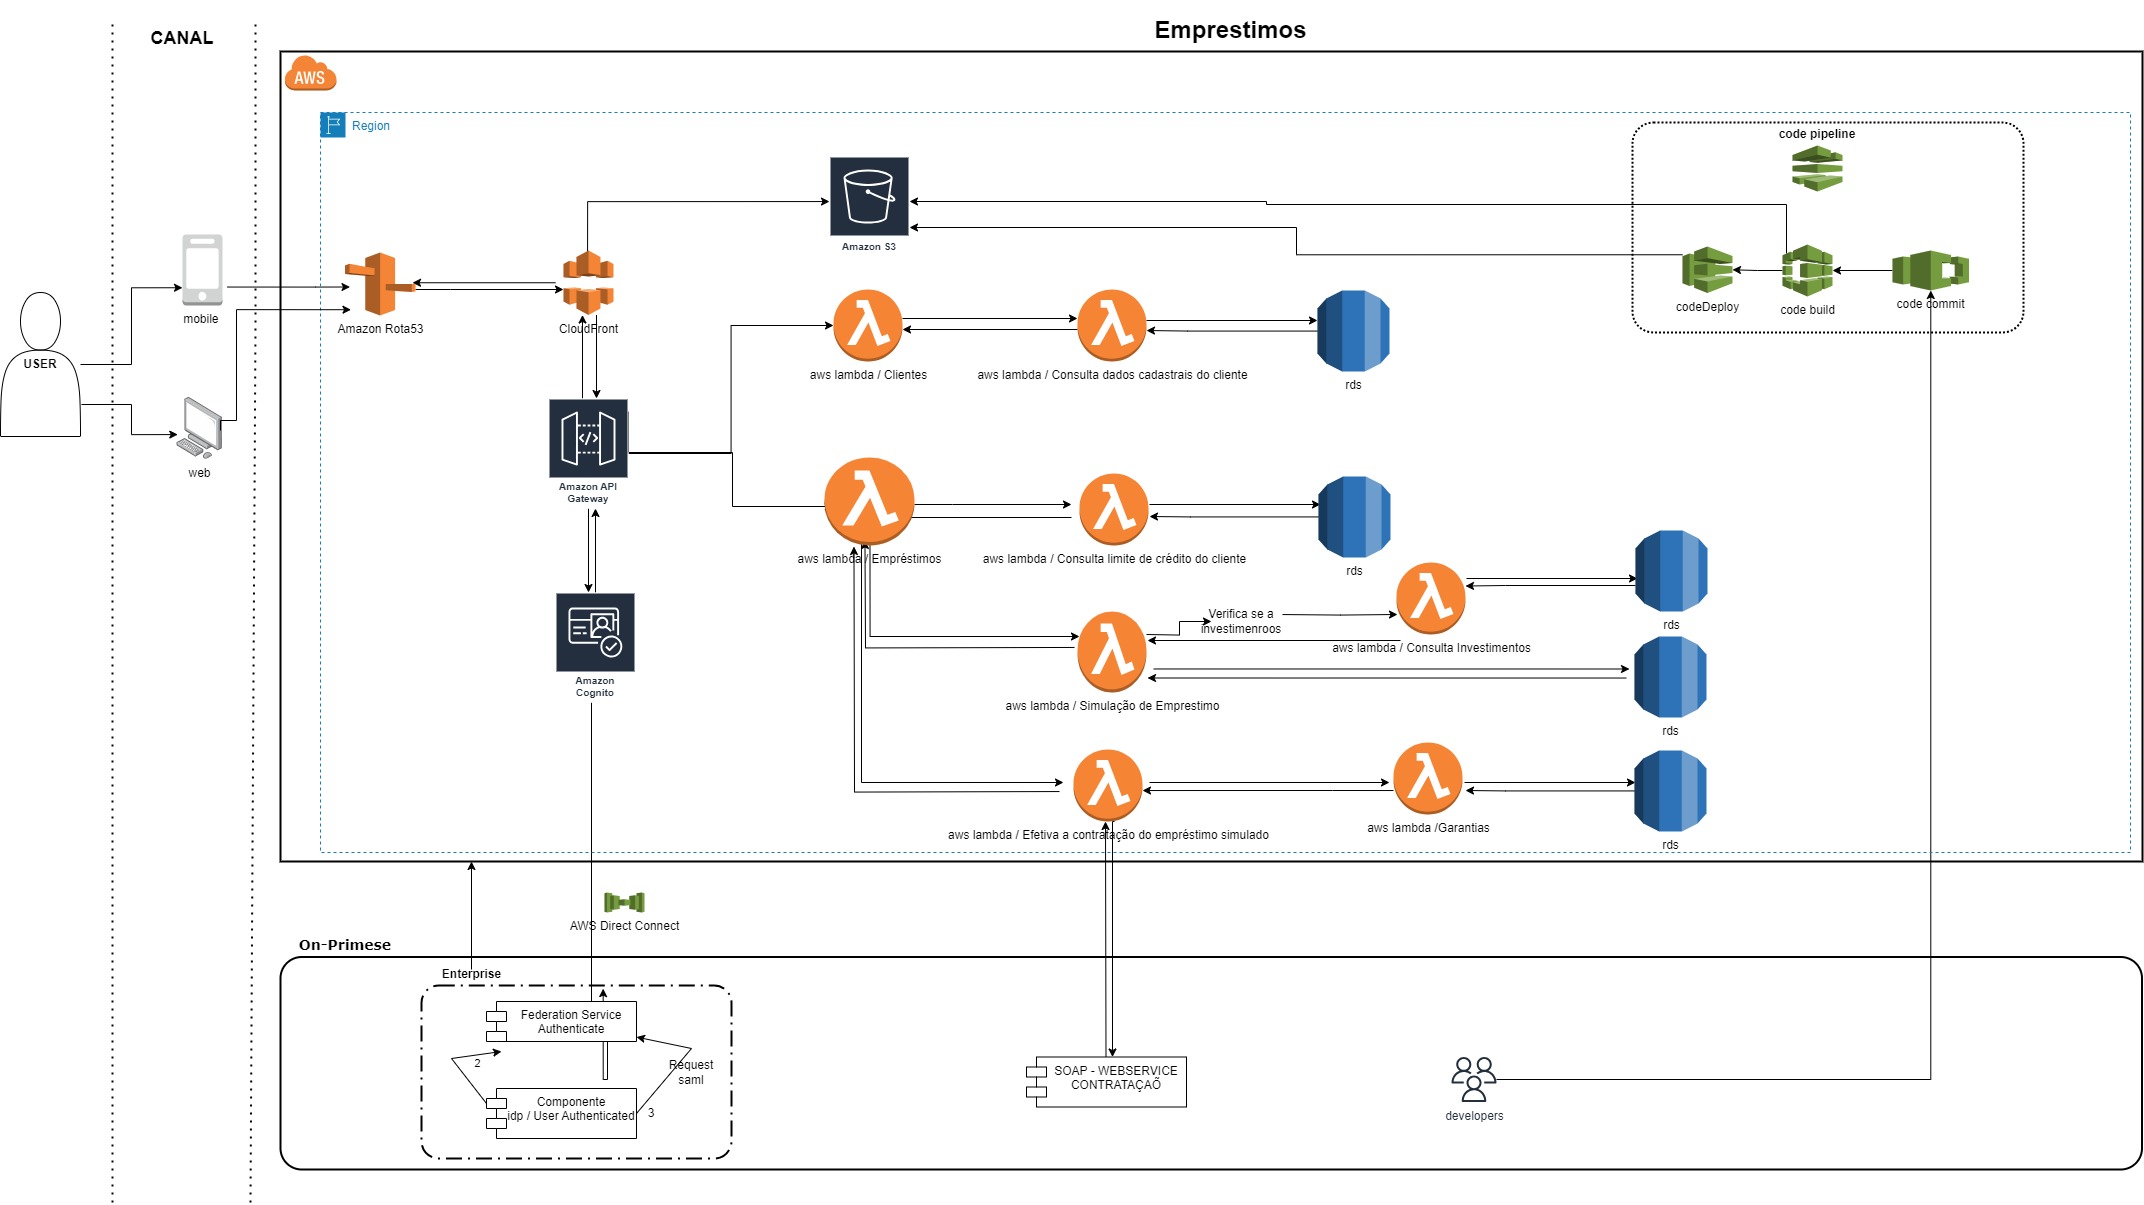 Emprestimos
CANAL
AWS
Region
code pipeline
Amazon S3
codeDeploy
code build
code commit
mobile
Amazon Rota53
CloudFront
USER
aws lambda / Clientes
aws lambda / Consulta dados cadastrais do cliente
rds
web
Amazon API
Gateway
aws lambda / Empréstimos
aws lambda / Consulta limite de crédito do cliente
rds
Verifica se a
investimenroos
rds
aws lambda / Consulta Investimentos
Amazon
Cognito
aws lambda / Simulação de Emprestimo
rds
aws lambda / Efetiva a contratação do empréstimo simulado
aws lambda /Garantias
rds
AWS Direct Connect
On-Primese
Enterprise
Federation Service
Authenticate
2
Request
saml
Componente
idp / User Authenticated
3
SOAP - WEBSERVICE
CONTRATAÇAÕ
developers